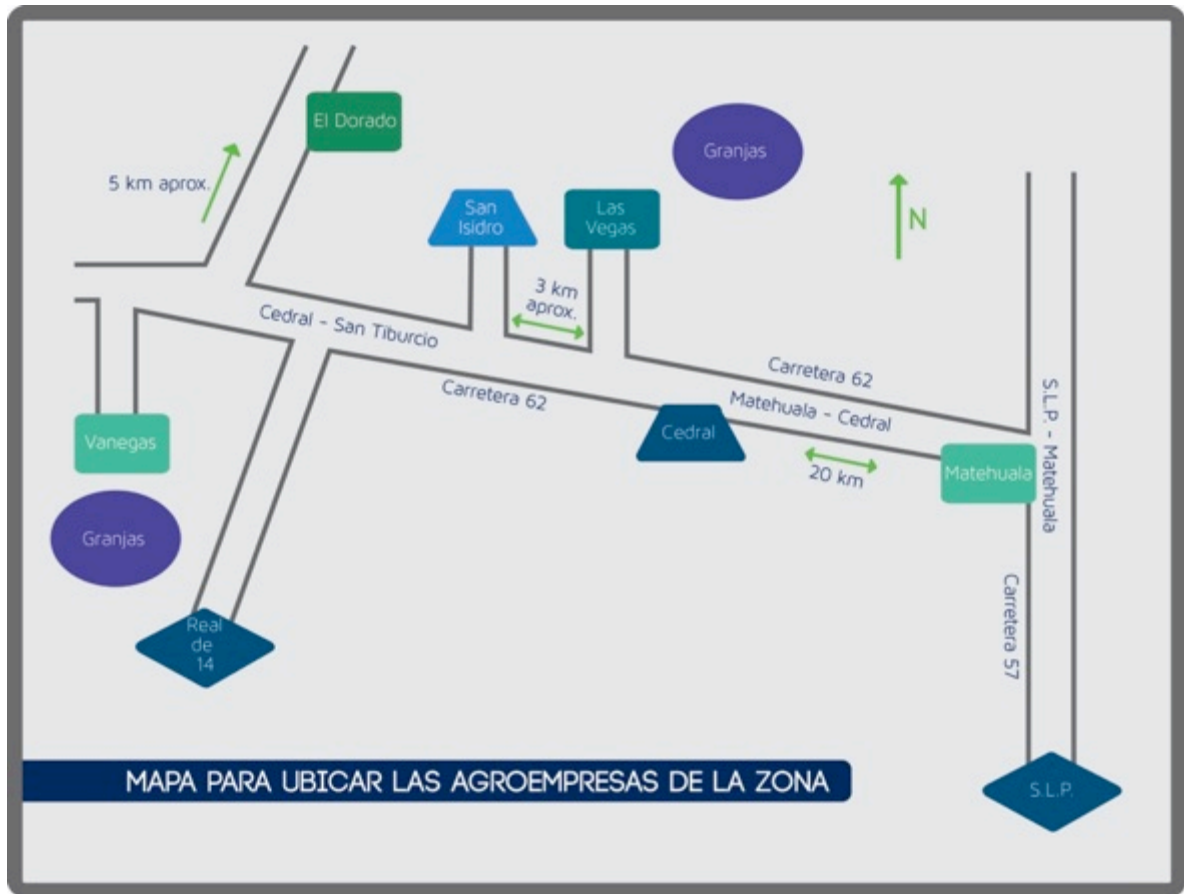 El Dorado
Granjas
5 km aprox.
San
Isidro
Las
Vegas
N
3 km
aprox.
Cedral - San Tiburcio
Carretera 62
Carretera 62
Matehuala - Cedral
Vanegas
Cedral
20 km
Matehuala
S.L.P. - Matehuala
Granjas
Carretera 57
Real
de
14
MAPA PARA UBICAR LAS AGROEMPRESAS DE LA ZONA
S.L.P.